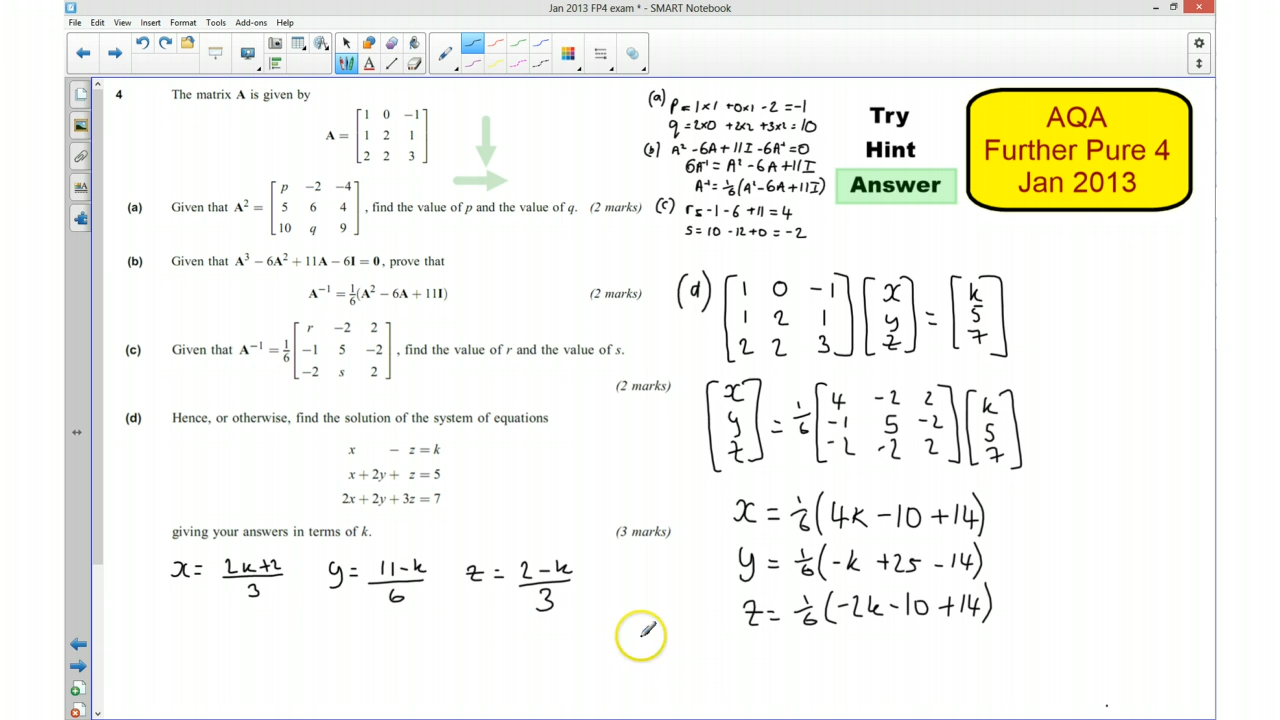 Jan 2013 FP4 exam * - SMART Notebook
File Edit View Insert Format Tools Add-ons Help
4 The matrix A is given by
A = [1 0 −1
1 2 1
2 2 3]
(a) Given that A² = [p −2 −4
5 6 4
10 q 9], find the value of p and the value of q. (2 marks)
(b) Given that A³ − 6A² + 11A − 6I = 0, prove that
A⁻¹ = 1/6(A² − 6A + 11I) (2 marks)
(c) Given that A⁻¹ = 1/6 [r −2 2
−1 5 −2
−2 s 2], find the value of r and the value of s.
(2 marks)
(d) Hence, or otherwise, find the solution of the system of equations
x − z = k
x + 2y + z = 5
2x + 2y + 3z = 7
giving your answers in terms of k. (3 marks)
x = 2k+2/3 y = 11−k/6 z = 2−k/3
(a) p = 1×1 +0×1 −2 = −1
q = 2×0 +2×2 +3×2 = 10
(b) A² −6A + 11I −6A⁻¹ = 0
6A⁻¹ = A² −6A + 11I
A⁻¹ = 1/6(A² −6A + 11I)
(c) r = −1 −6 +11 = 4
s = 10 −12 +0 = −2
Try
Hint
Answer
AQA
Further Pure 4
Jan 2013
(d) [1 0 −1
1 2 1
2 2 3] [x
y
z] = [k
5
7]
[x
y
z] = 1/6 [4 −2 2
−1 5 −2
−2 −2 2] [k
5
7]
x = 1/6(4k −10 +14)
y = 1/6(−k +25 −14)
z = 1/6(−2k −10 +14)